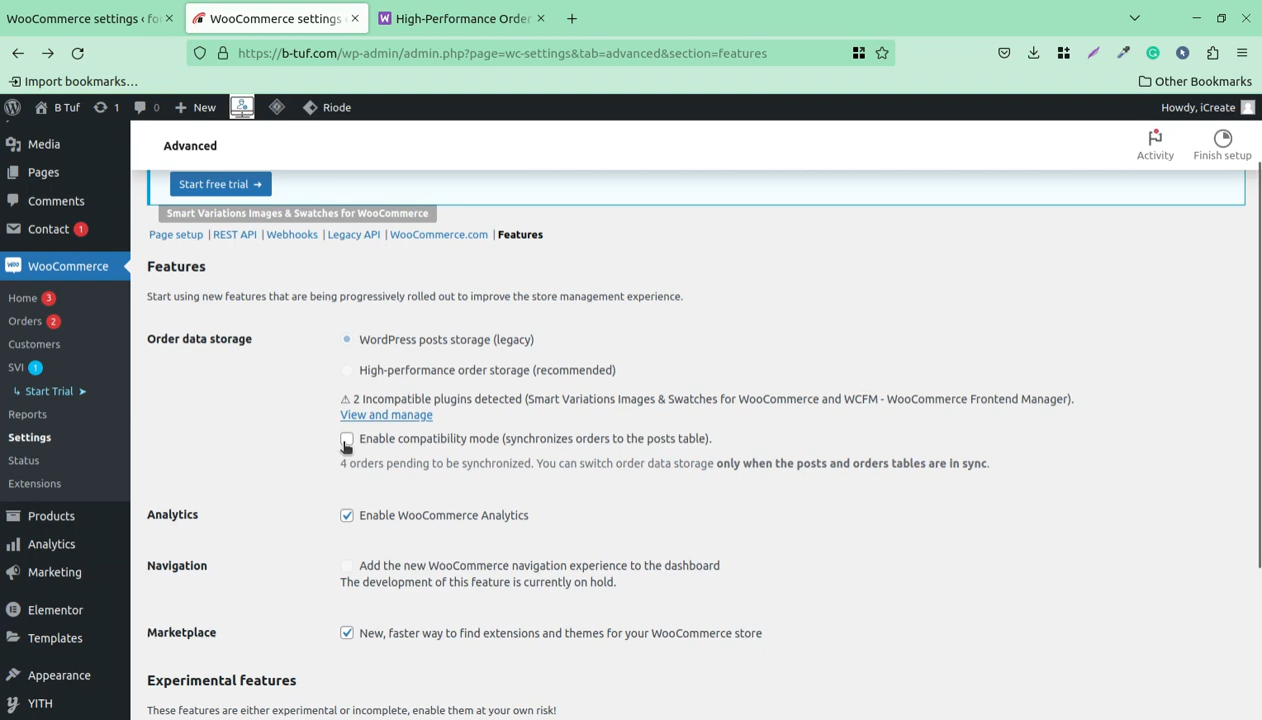 WooCommerce settings ‹ fo
WooCommerce settings
High-Performance Order
https://b-tuf.com/wp-admin/admin.php?page=wc-settings&tab=advanced&section=features
Import bookmarks…
Other Bookmarks
B Tuf 1 0 New Riode
Howdy, iCreate
Media
Pages
Comments
Contact 1
WooCommerce
Home 3
Orders 2
Customers
SVI 1
↳ Start Trial ➤
Reports
Settings
Status
Extensions
Products
Analytics
Marketing
Elementor
Templates
Appearance
YITH
Advanced
Activity
Finish setup
Start free trial →
Smart Variations Images & Swatches for WooCommerce
Page setup | REST API | Webhooks | Legacy API | WooCommerce.com | Features
Features
Start using new features that are being progressively rolled out to improve the store management experience.
Order data storage
WordPress posts storage (legacy)
High-performance order storage (recommended)
⚠ 2 Incompatible plugins detected (Smart Variations Images & Swatches for WooCommerce and WCFM - WooCommerce Frontend Manager).
View and manage
Enable compatibility mode (synchronizes orders to the posts table).
4 orders pending to be synchronized. You can switch order data storage only when the posts and orders tables are in sync.
Analytics
Enable WooCommerce Analytics
Navigation
Add the new WooCommerce navigation experience to the dashboard
The development of this feature is currently on hold.
Marketplace
New, faster way to find extensions and themes for your WooCommerce store
Experimental features
These features are either experimental or incomplete, enable them at your own risk!